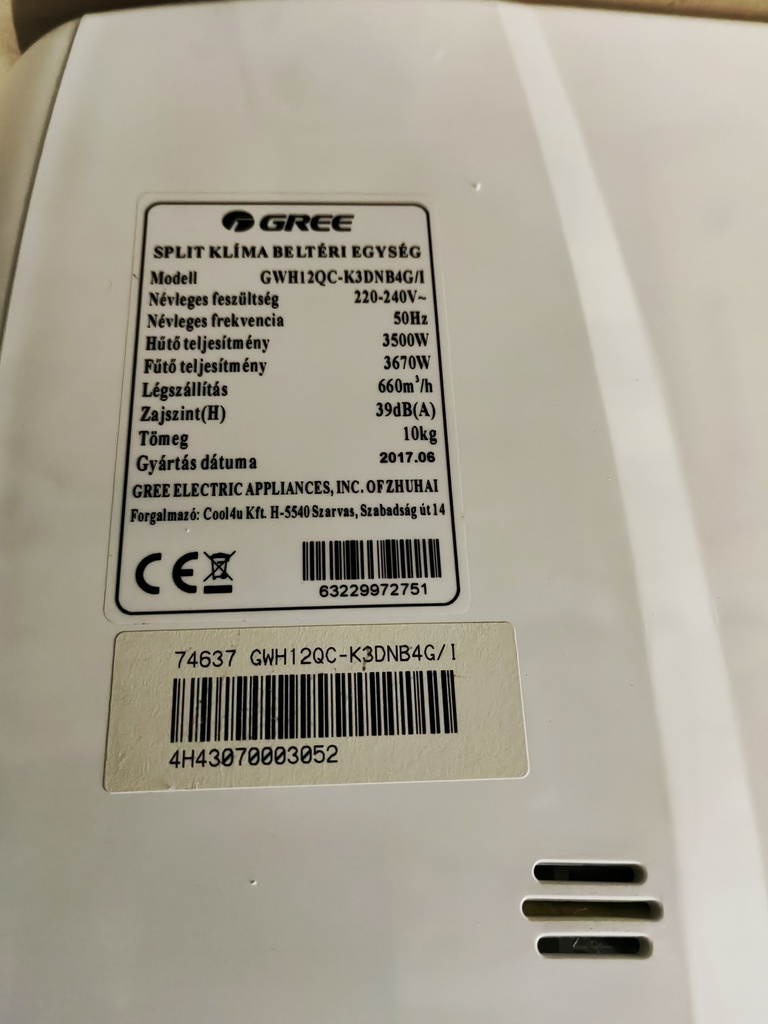 GREE
SPLIT KLÍMA BELTÉRI EGYSÉG
Modell GWH12QC-K3DNB4G/I
Névleges feszültség 220-240V~
Névleges frekvencia 50Hz
Hűtő teljesítmény 3500W
Fűtő teljesítmény 3670W
Légszállítás 660m³/h
Zajszint(H) 39dB(A)
Tömeg 10kg
Gyártás dátuma 2017.06
GREE ELECTRIC APPLIANCES, INC. OF ZHUHAI
Forgalmazó: Cool4u Kft. H-5540 Szarvas, Szabadság út 14
CE
63229972751
74637 GWH12QC-K3DNB4G/I
4H43070003052